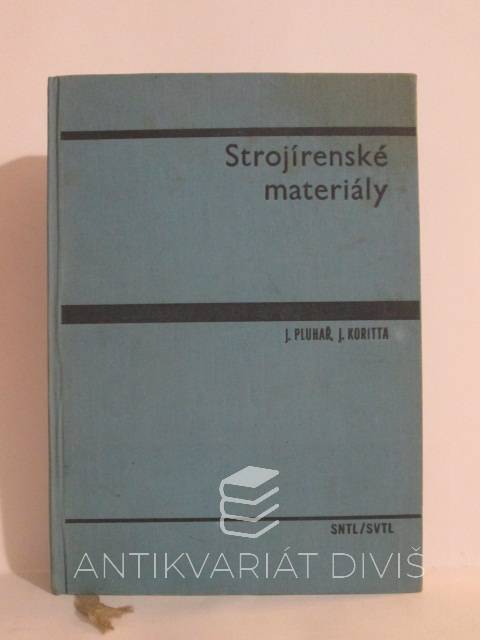 Strojírenské
materiály
J. PLUHAŘ, J. KORITTA
SNTL/SVTL
ANTIKVARIÁT DIVIŠ